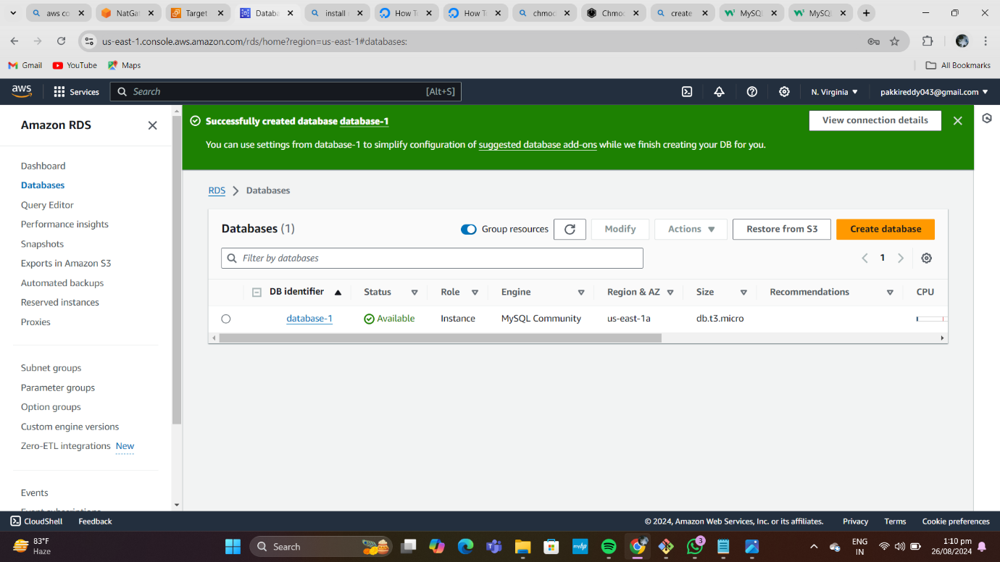 aws co
NatGat
Target
Databa
install
How To
How To
chmoc
Chmoc
create
MySQL
MySQL
us-east-1.console.aws.amazon.com/rds/home?region=us-east-1#databases:
Gmail
YouTube
Maps
All Bookmarks
aws
Services
Search
[Alt+S]
N. Virginia
pakkireddy043@gmail.com
Amazon RDS
Dashboard
Databases
Query Editor
Performance insights
Snapshots
Exports in Amazon S3
Automated backups
Reserved instances
Proxies
Subnet groups
Parameter groups
Option groups
Custom engine versions
Zero-ETL integrations New
Events
Event subscriptions
Successfully created database database-1
View connection details
You can use settings from database-1 to simplify configuration of suggested database add-ons while we finish creating your DB for you.
RDS > Databases
Databases (1)
Group resources
Modify
Actions
Restore from S3
Create database
Filter by databases
1
DB identifier
Status
Role
Engine
Region & AZ
Size
Recommendations
CPU
database-1
Available
Instance
MySQL Community
us-east-1a
db.t3.micro
CloudShell
Feedback
© 2024, Amazon Web Services, Inc. or its affiliates.
Privacy
Terms
Cookie preferences
83°F
Haze
Search
myhp
3
ENG
IN
1:10 pm
26/08/2024